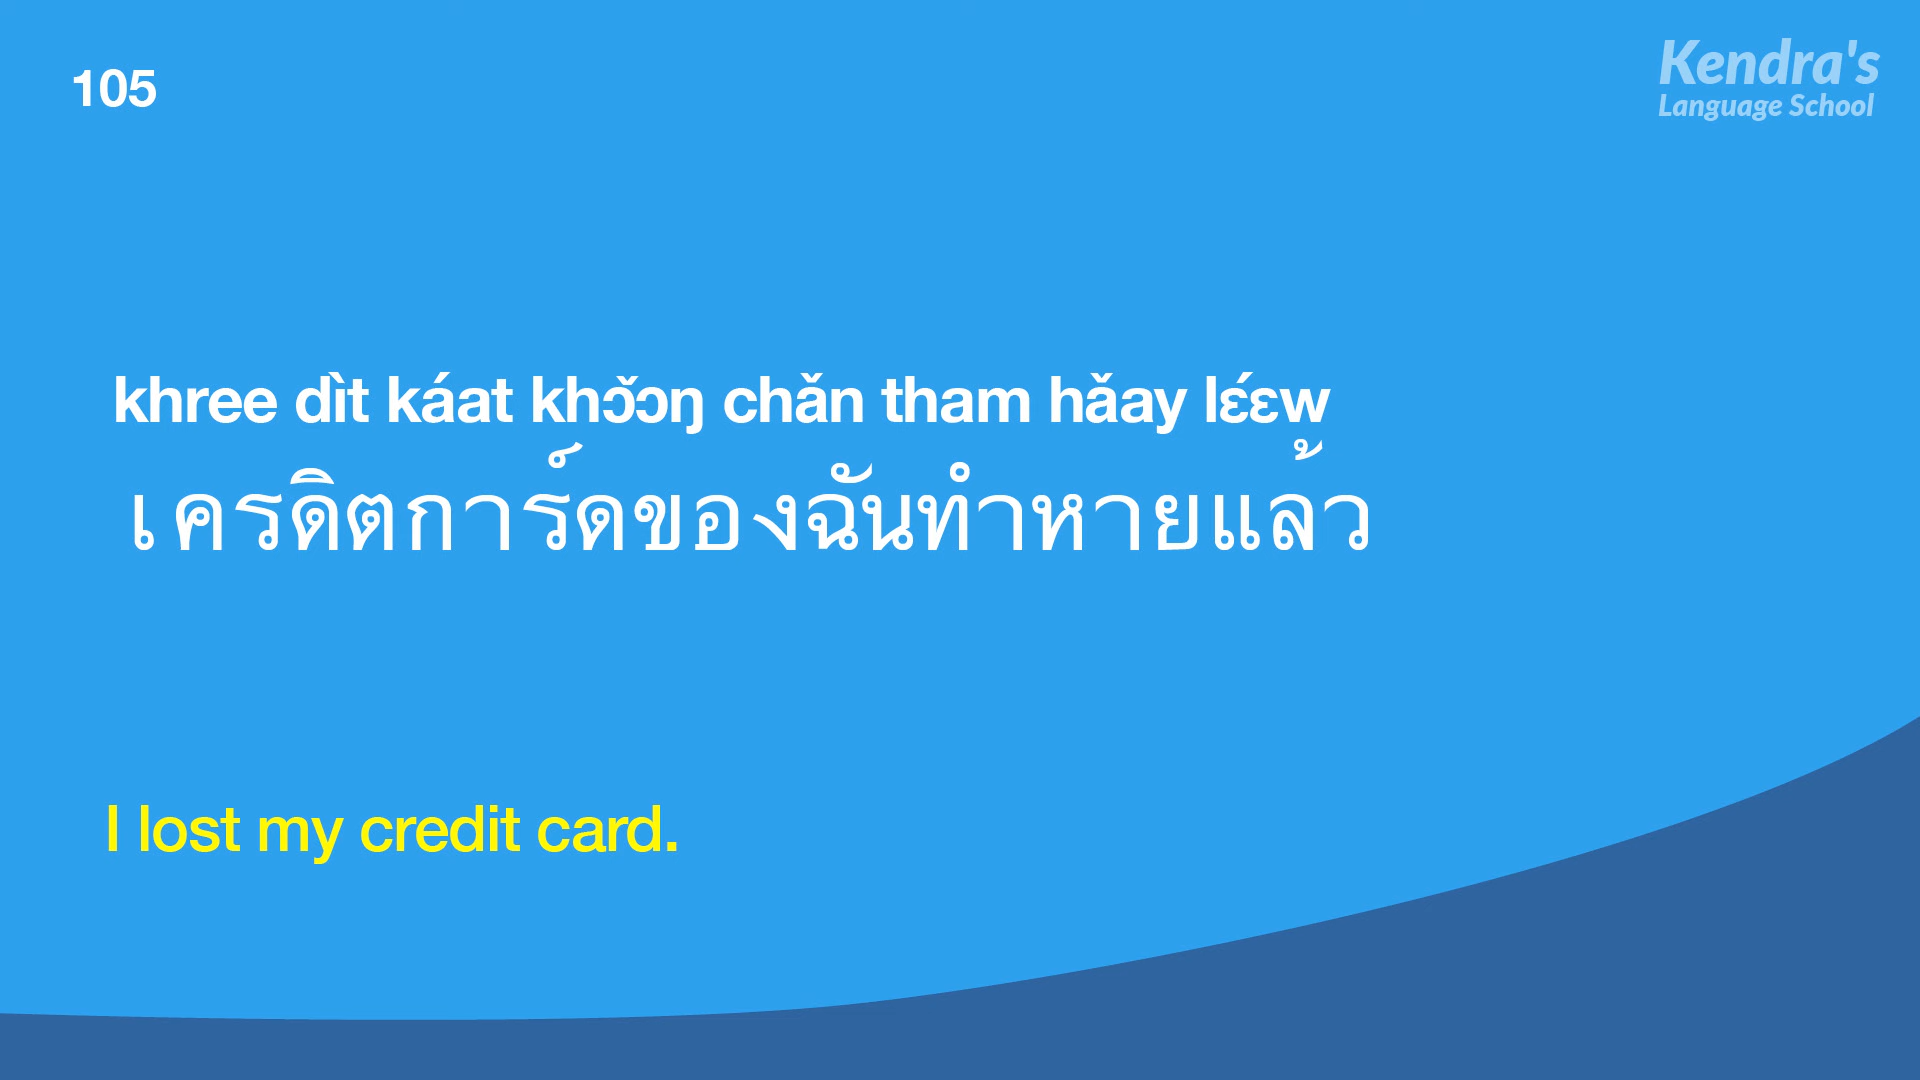 105
Kendra's
Language School
khree dìt káat khɔ̌ɔŋ chǎn tham hǎay lɛ́ɛw
เครดิตการ์ดของฉันทำหายแล้ว
I lost my credit card.